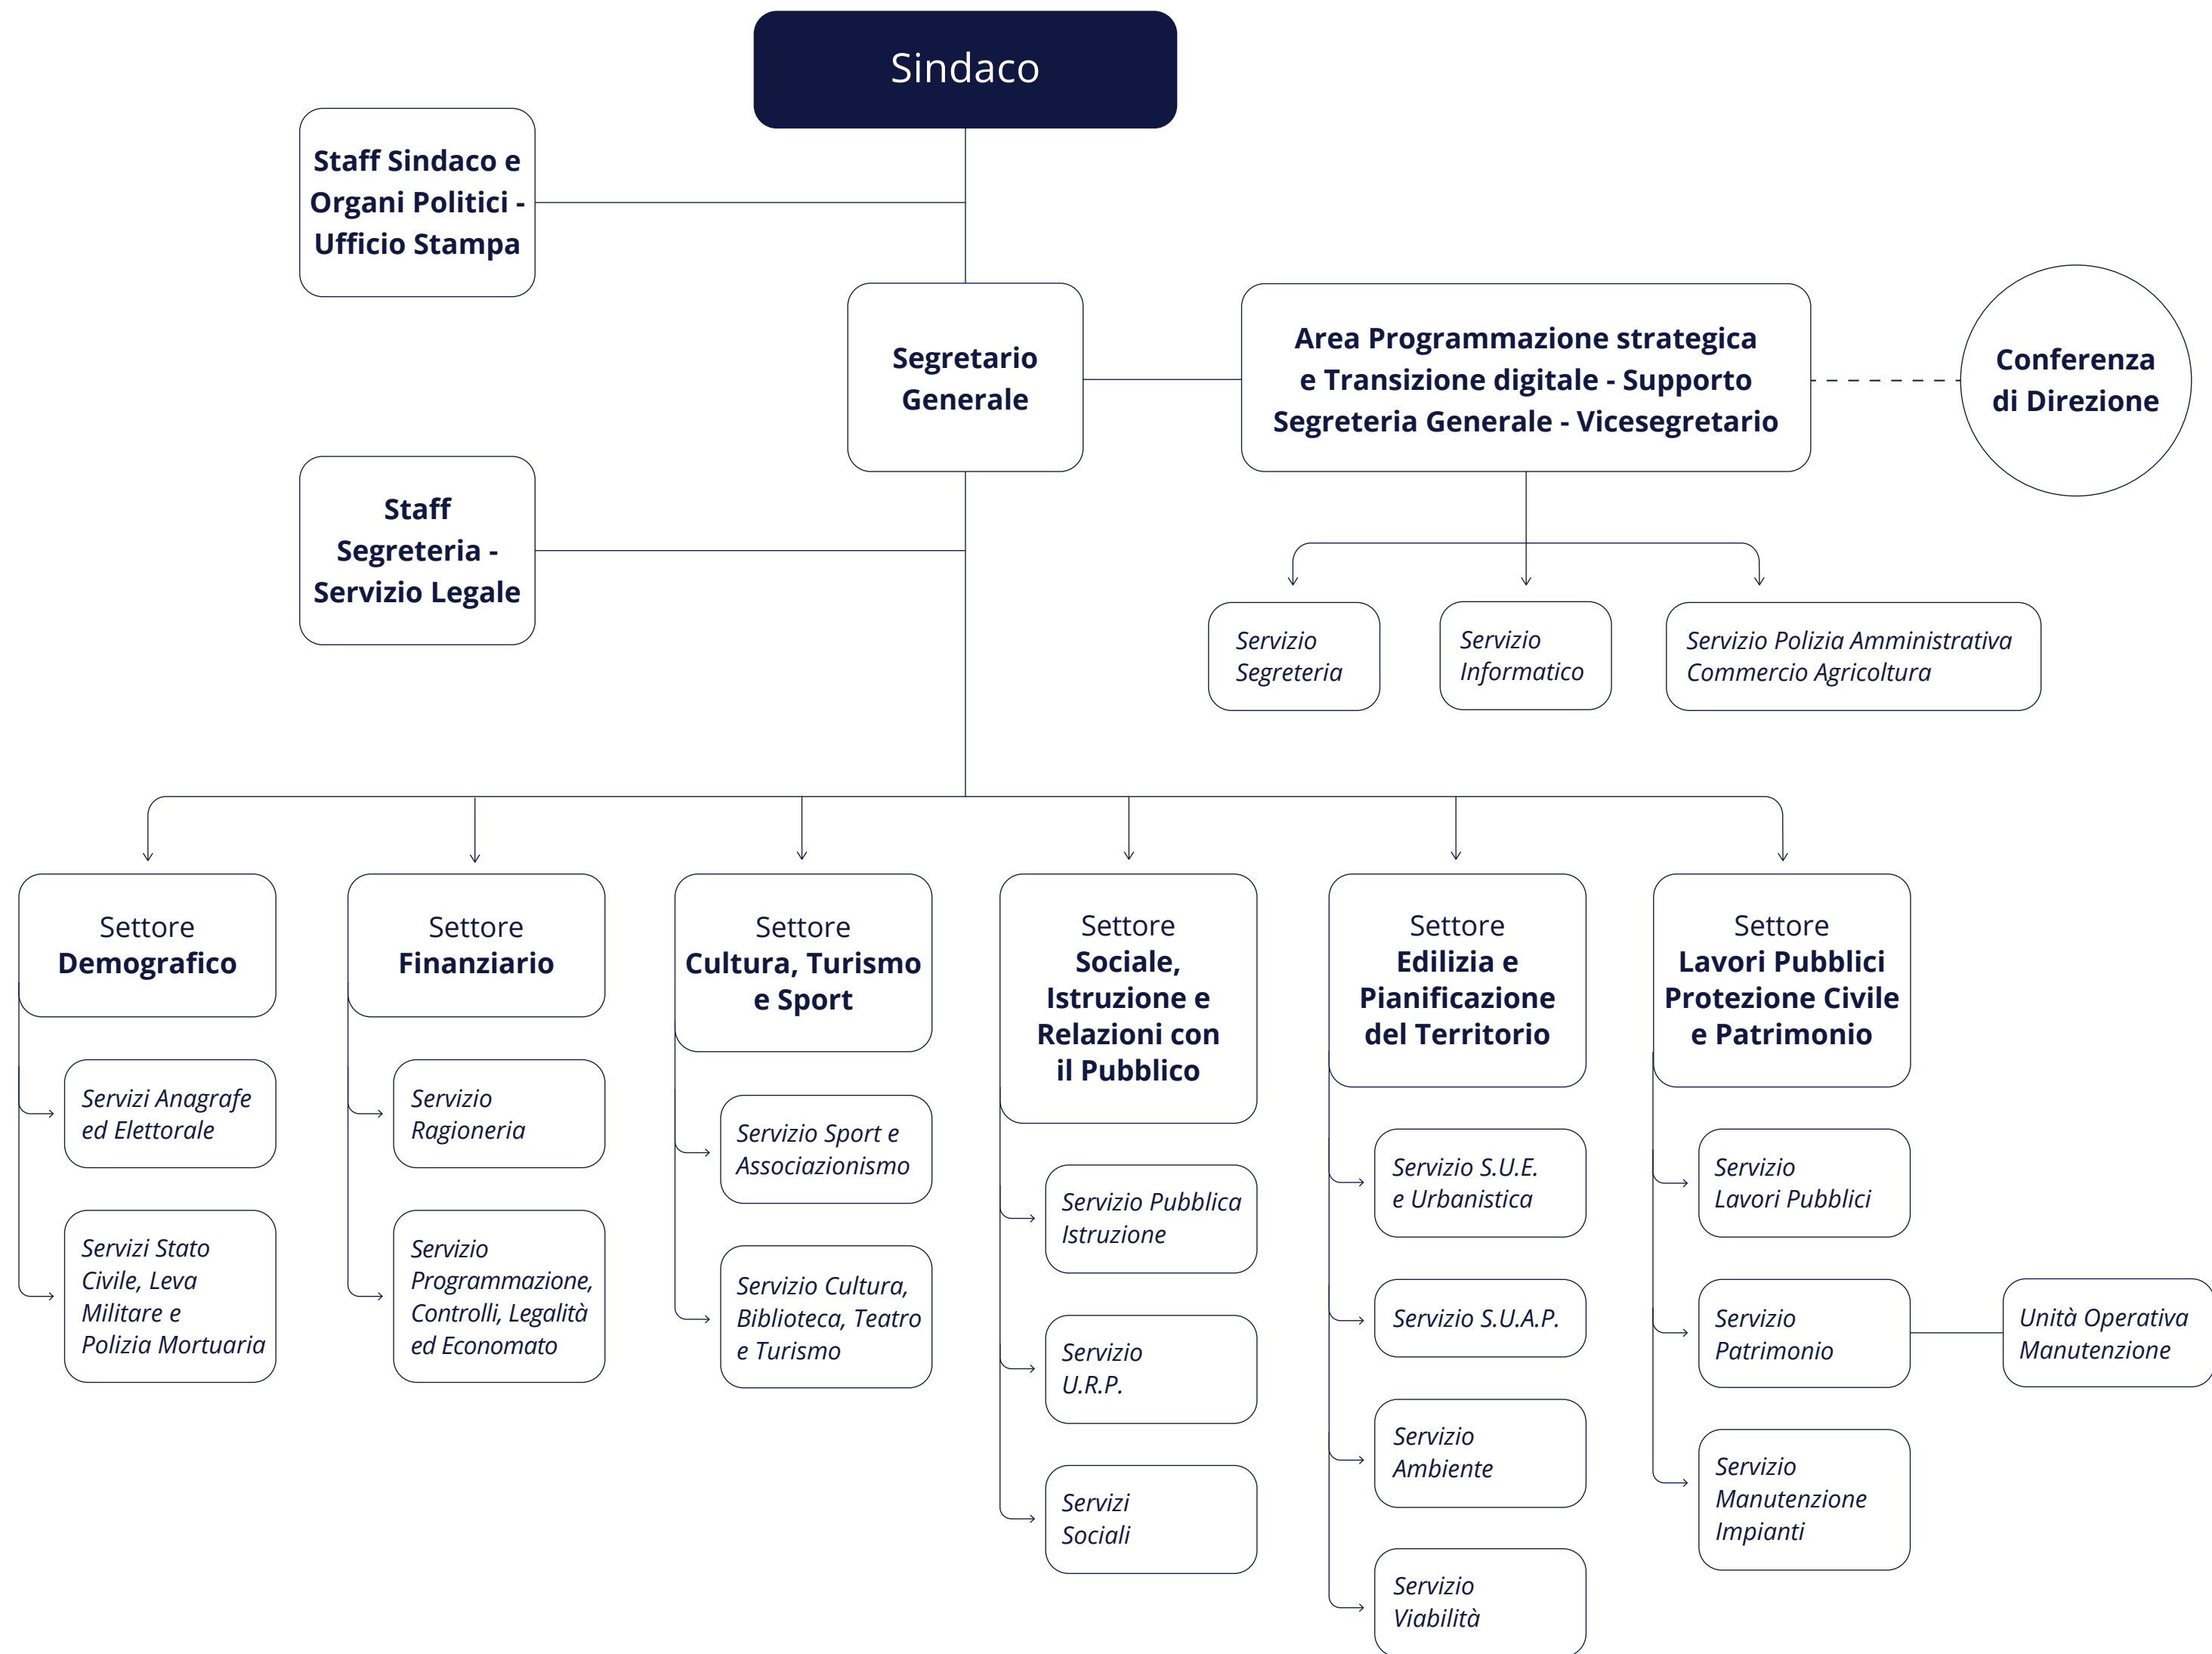 Sindaco
Staff Sindaco e
Organi Politici -
Ufficio Stampa
Segretario
Generale
Area Programmazione strategica
e Transizione digitale - Supporto
Segreteria Generale - Vicesegretario
Conferenza
di Direzione
Staff
Segreteria -
Servizio Legale
Servizio
Segreteria
Servizio
Informatico
Servizio Polizia Amministrativa
Commercio Agricoltura
Settore
Demografico
Servizi Anagrafe
ed Elettorale
Servizi Stato
Civile, Leva
Militare e
Polizia Mortuaria
Settore
Finanziario
Servizio
Ragioneria
Servizio
Programmazione,
Controlli, Legalità
ed Economato
Settore
Cultura, Turismo
e Sport
Servizio Sport e
Associazionismo
Servizio Cultura,
Biblioteca, Teatro
e Turismo
Settore
Sociale,
Istruzione e
Relazioni con
il Pubblico
Servizio Pubblica
Istruzione
Servizio
U.R.P.
Servizi
Sociali
Settore
Edilizia e
Pianificazione
del Territorio
Servizio S.U.E.
e Urbanistica
Servizio S.U.A.P.
Servizio
Ambiente
Servizio
Viabilità
Settore
Lavori Pubblici
Protezione Civile
e Patrimonio
Servizio
Lavori Pubblici
Servizio
Patrimonio
Unità Operativa
Manutenzione
Servizio
Manutenzione
Impianti